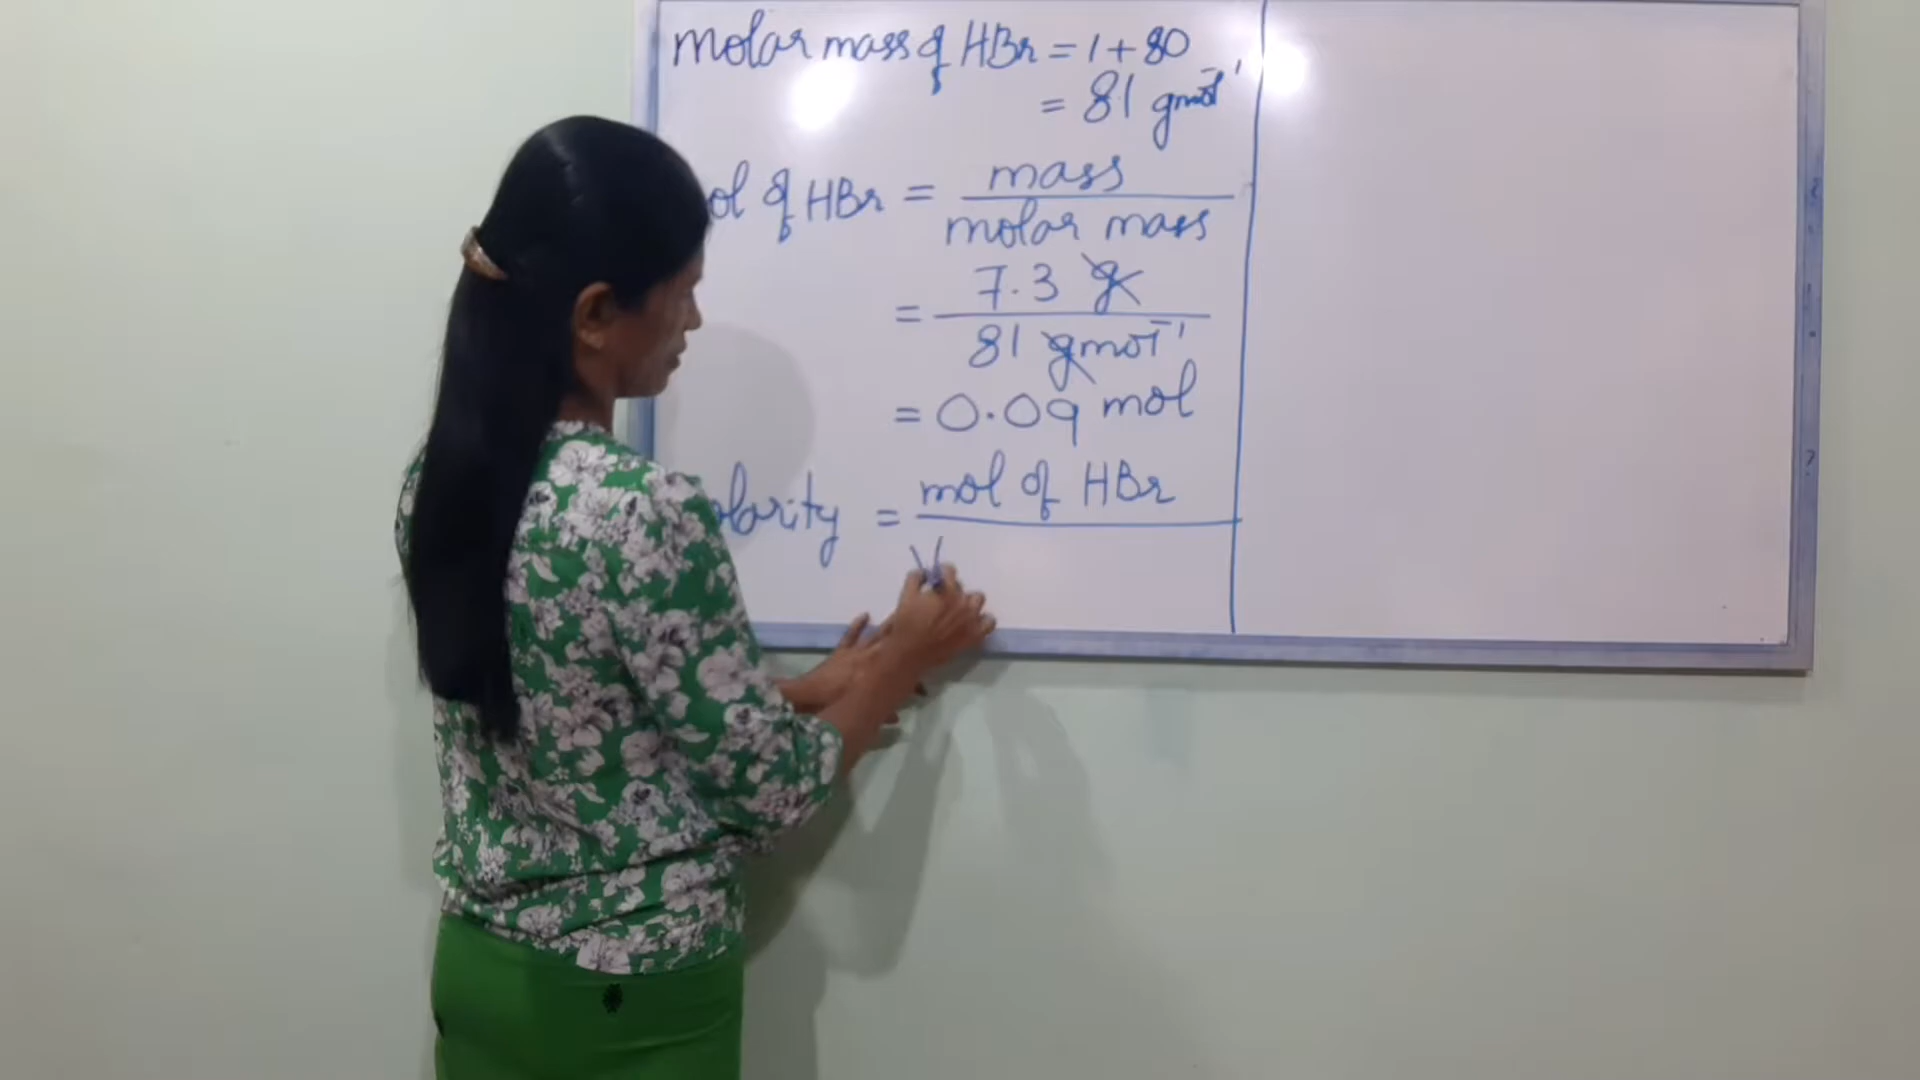 molar mass of HBr = 1 + 80
= 81 gmol⁻¹
ol of HBr = mass
molar mass
= 7.3 g
81 gmol⁻¹
= 0.09 mol
olarity = mol of HBr
V